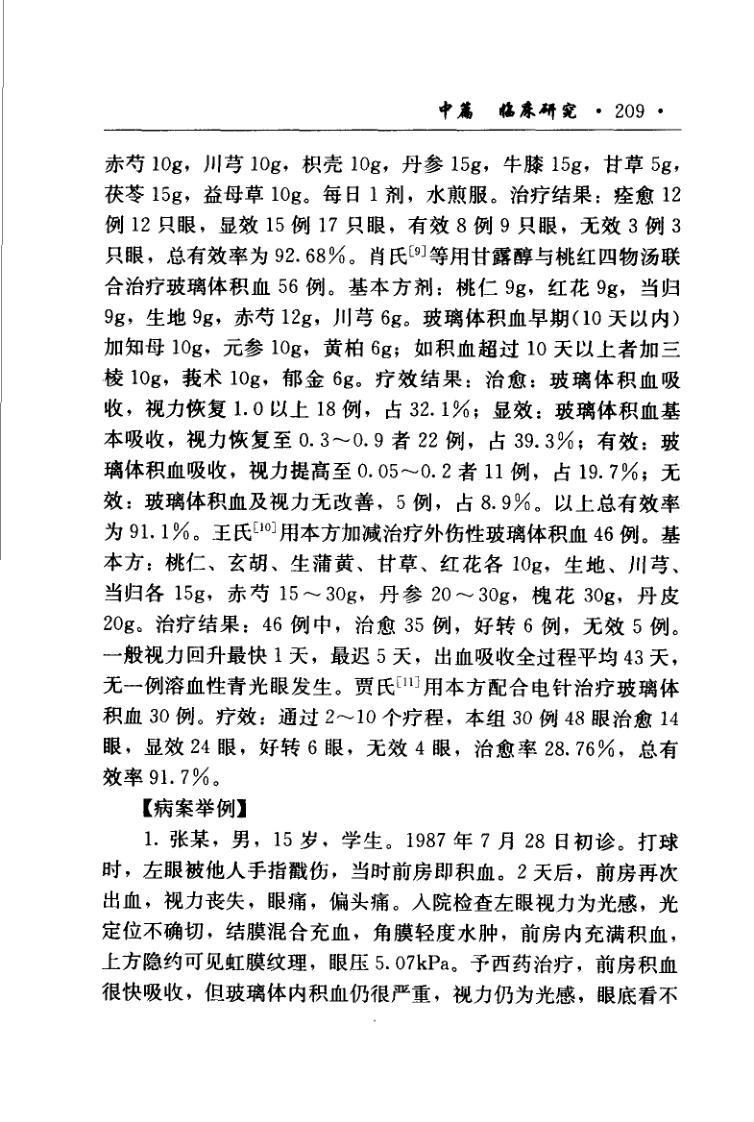 中篇 临床研究 · 209 ·
赤芍 10g，川芎 10g，枳壳 10g，丹参 15g，牛膝 15g，甘草 5g，
茯苓 15g，益母草 10g。每日 1 剂，水煎服。治疗结果：痊愈 12
例 12 只眼，显效 15 例 17 只眼，有效 8 例 9 只眼，无效 3 例 3
只眼，总有效率为 92.68%。肖氏[9]等用甘露醇与桃红四物汤联
合治疗玻璃体积血 56 例。基本方剂：桃仁 9g，红花 9g，当归
9g，生地 9g，赤芍 12g，川芎 6g。玻璃体积血早期（10 天以内）
加知母 10g，元参 10g，黄柏 6g；如积血超过 10 天以上者加三
棱 10g，莪术 10g，郁金 6g。疗效结果：治愈：玻璃体积血吸
收，视力恢复 1.0 以上 18 例，占 32.1%；显效：玻璃体积血基
本吸收，视力恢复至 0.3～0.9 者 22 例，占 39.3%；有效：玻
璃体积血吸收，视力提高至 0.05～0.2 者 11 例，占 19.7%；无
效：玻璃体积血及视力无改善，5 例，占 8.9%。以上总有效率
为 91.1%。王氏[10]用本方加减治疗外伤性玻璃体积血 46 例。基
本方：桃仁、玄胡、生蒲黄、甘草、红花各 10g，生地、川芎、
当归各 15g，赤芍 15～30g，丹参 20～30g，槐花 30g，丹皮
20g。治疗结果：46 例中，治愈 35 例，好转 6 例，无效 5 例。
一般视力回升最快 1 天，最迟 5 天，出血吸收全过程平均 43 天，
无一例溶血性青光眼发生。贾氏[11]用本方配合电针治疗玻璃体
积血 30 例。疗效：通过 2～10 个疗程，本组 30 例 48 眼治愈 14
眼，显效 24 眼，好转 6 眼，无效 4 眼，治愈率 28.76%，总有
效率 91.7%。
【病案举例】
1. 张某，男，15 岁，学生。1987 年 7 月 28 日初诊。打球
时，左眼被他人手指戳伤，当时前房即积血。2 天后，前房再次
出血，视力丧失，眼痛，偏头痛。入院检查左眼视力为光感，光
定位不确切，结膜混合充血，角膜轻度水肿，前房内充满积血，
上方隐约可见虹膜纹理，眼压 5.07kPa。予西药治疗，前房积血
很快吸收，但玻璃体内积血仍很严重，视力仍为光感，眼底看不